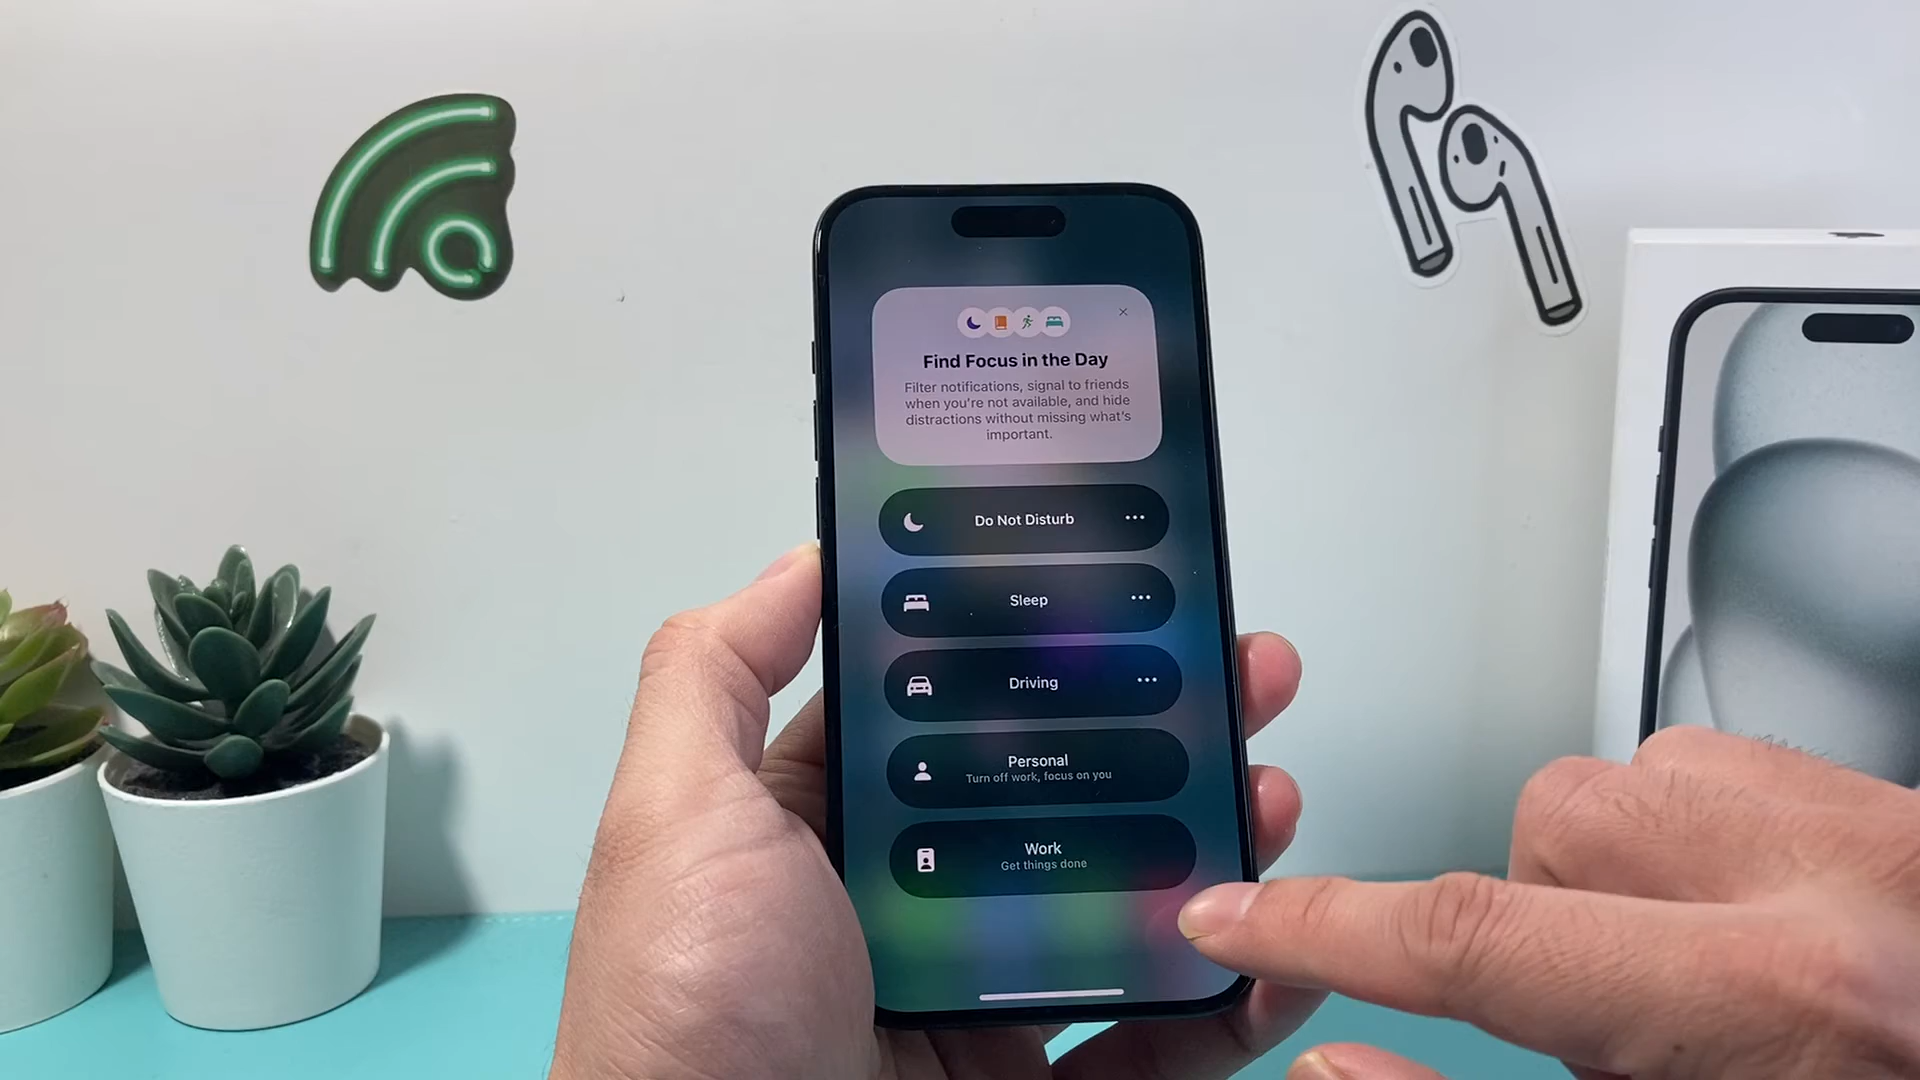 Find Focus in the Day
Filter notifications, signal to friends
when you're not available, and hide
distractions without missing what's
important.
Do Not Disturb
Sleep
Driving
Personal
Turn off work, focus on you
Work
Get things done